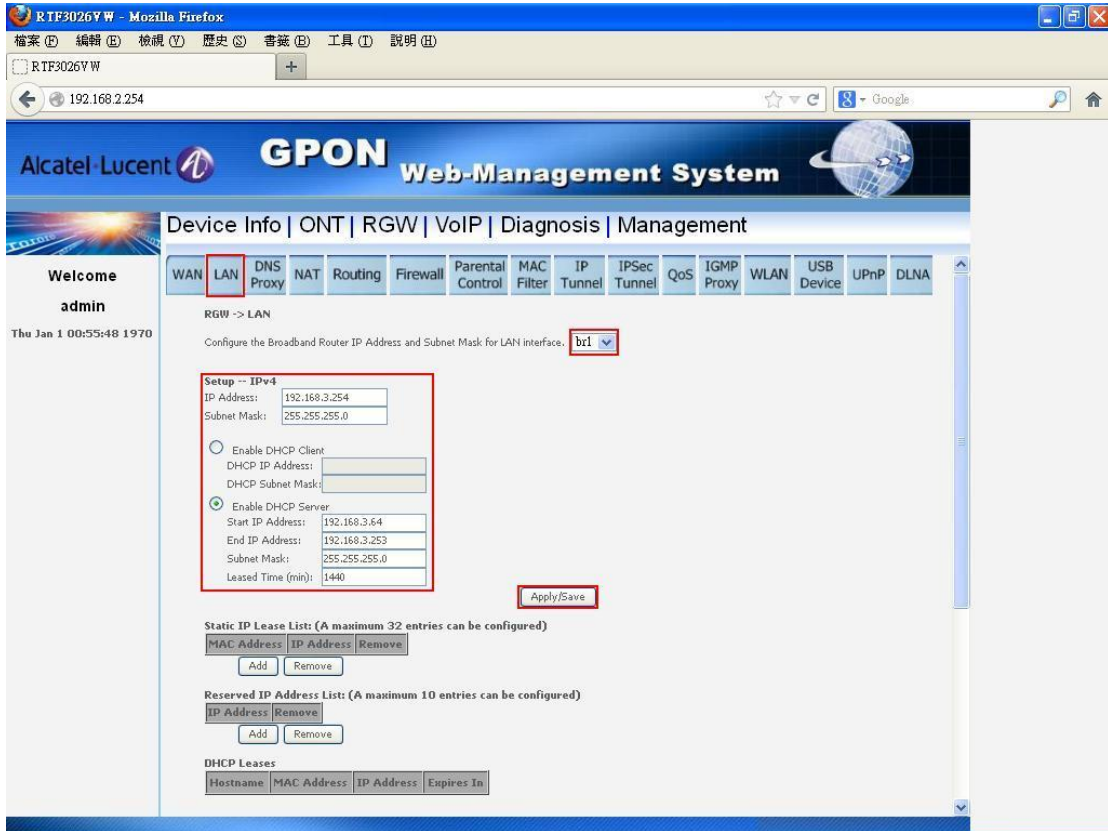 RTF3026VW - Mozilla Firefox
檔案(F) 編輯(E) 檢視(V) 歷史(S) 書籤(B) 工具(T) 說明(H)
RTF3026VW +
192.168.2.254
Google
Alcatel·Lucent
GPON Web-Management System
Device Info | ONT | RGW | VoIP | Diagnosis | Management
WAN LAN DNS Proxy NAT Routing Firewall Parental Control MAC Filter IP Tunnel IPSec Tunnel QoS IGMP Proxy WLAN USB Device UPnP DLNA
Welcome
admin
Thu Jan 1 00:55:48 1970
RGW -> LAN
Configure the Broadband Router IP Address and Subnet Mask for LAN interface. br1
Setup -- IPv4
IP Address: 192.168.3.254
Subnet Mask: 255.255.255.0
Enable DHCP Client
DHCP IP Address:
DHCP Subnet Mask:
Enable DHCP Server
Start IP Address: 192.168.3.64
End IP Address: 192.168.3.253
Subnet Mask: 255.255.255.0
Leased Time (min): 1440
Apply/Save
Static IP Lease List: (A maximum 32 entries can be configured)
MAC Address IP Address Remove
Add Remove
Reserved IP Address List: (A maximum 10 entries can be configured)
IP Address Remove
Add Remove
DHCP Leases
Hostname MAC Address IP Address Expires In